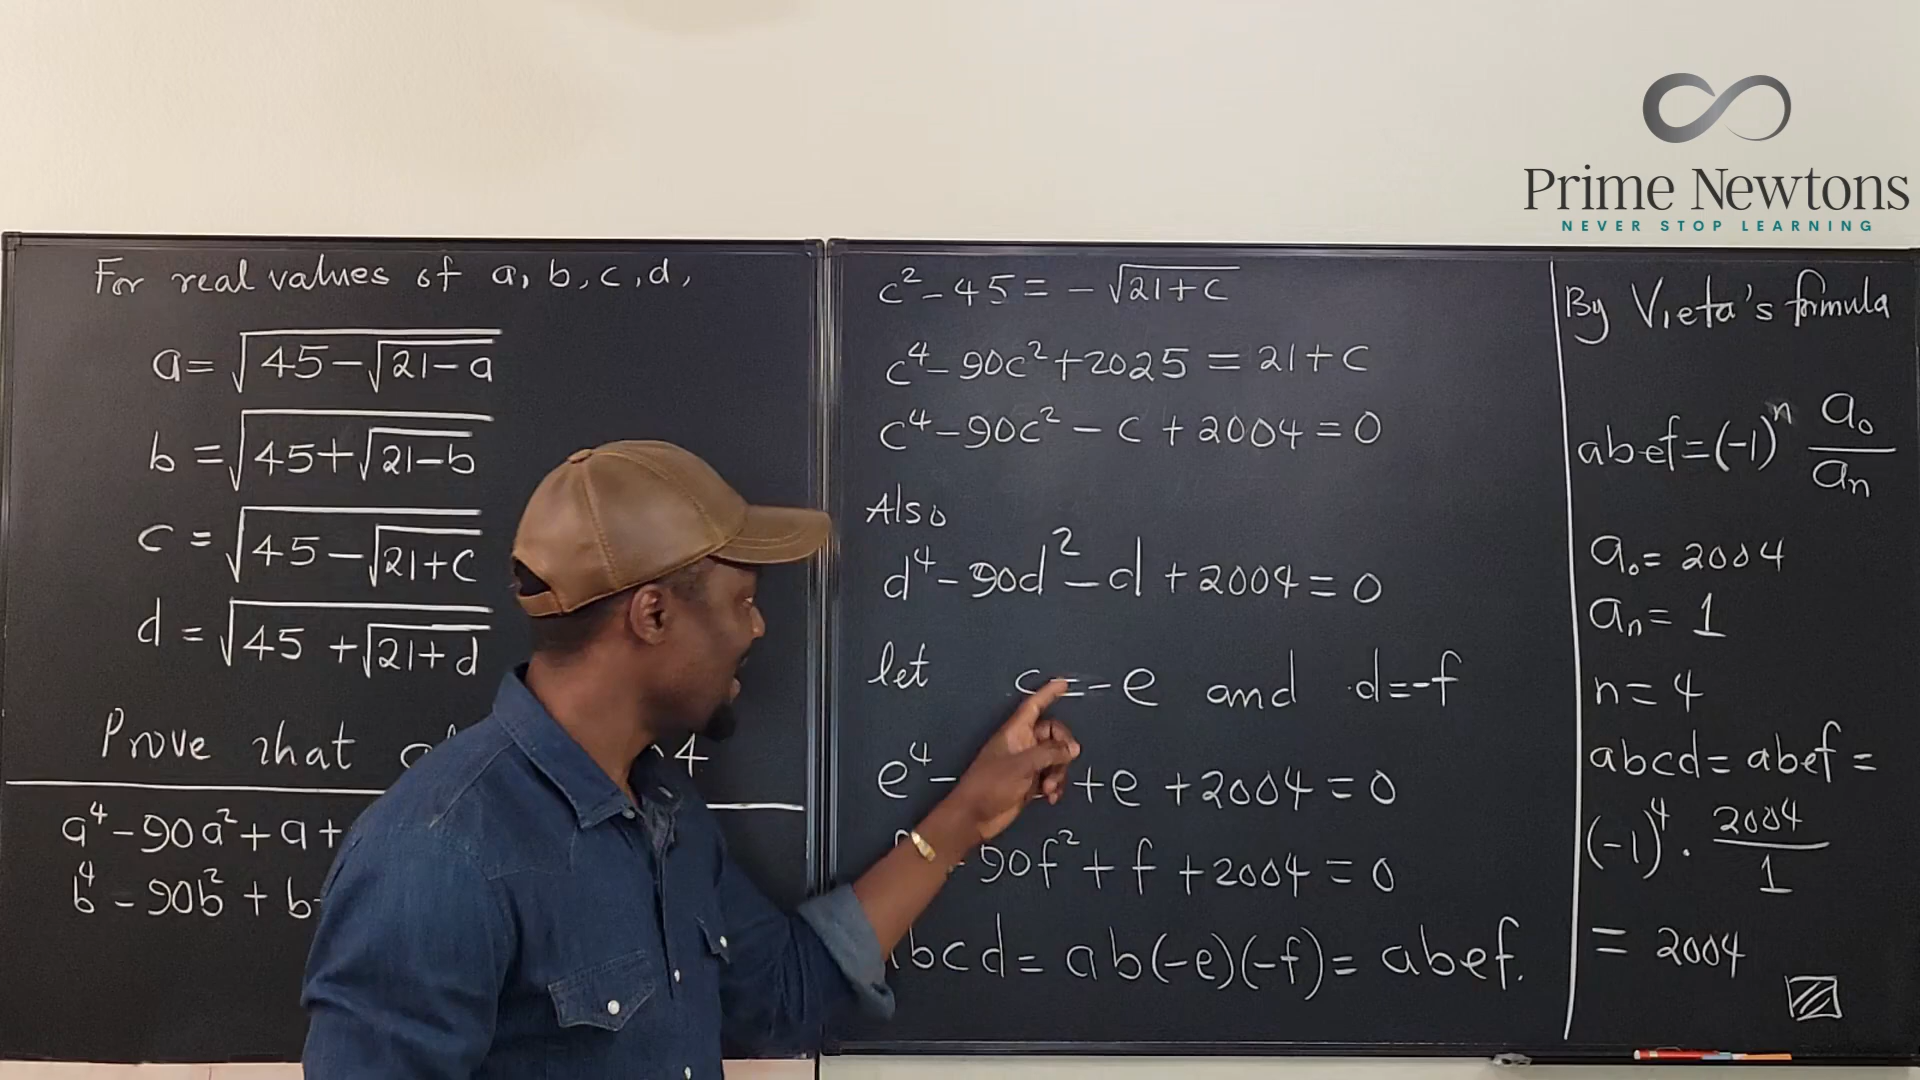 Prime Newtons
NEVER STOP LEARNING
For real values of a, b, c, d,
a = √(45 − √(21 − a))
b = √(45 + √(21 − b))
c = √(45 − √(21 + c))
d = √(45 + √(21 + d))
Prove that
a⁴ − 90a² + a +
b⁴ − 90b² + b
c² − 45 = − √(21 + c)
c⁴ − 90c² + 2025 = 21 + c
c⁴ − 90c² − c + 2004 = 0
Also
d⁴ − 90d² − d + 2004 = 0
let c = −e and d = −f
e⁴ − + e + 2004 = 0
90f² + f + 2004 = 0
bcd = ab(−e)(−f) = abef.
By Vieta's formula
abef = (−1)ⁿ a₀/aₙ
a₀ = 2004
aₙ = 1
n = 4
abcd = abef =
(−1)⁴ · 2004/1
= 2004